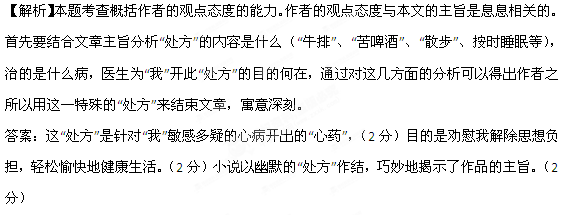 【解析】本题考查概括作者的观点态度的能力。作者的观点态度与本文的主旨是息息相关的。
首先要结合文章主旨分析“处方”的内容是什么（“牛排”、“苦啤酒”、“散步”、按时睡眠等），
治的是什么病，医生为“我”开此“处方”的目的何在，通过对这几方面的分析可以得出作者之
所以用这一特殊的“处方”来结束文章，寓意深刻。
答案：这“处方”是针对“我”敏感多疑的心病开出的“心药”，（2 分）目的是劝慰我解除思想负
担，轻松愉快地健康生活。（2 分）小说以幽默的“处方”作结，巧妙地揭示了作品的主旨。（2
分）